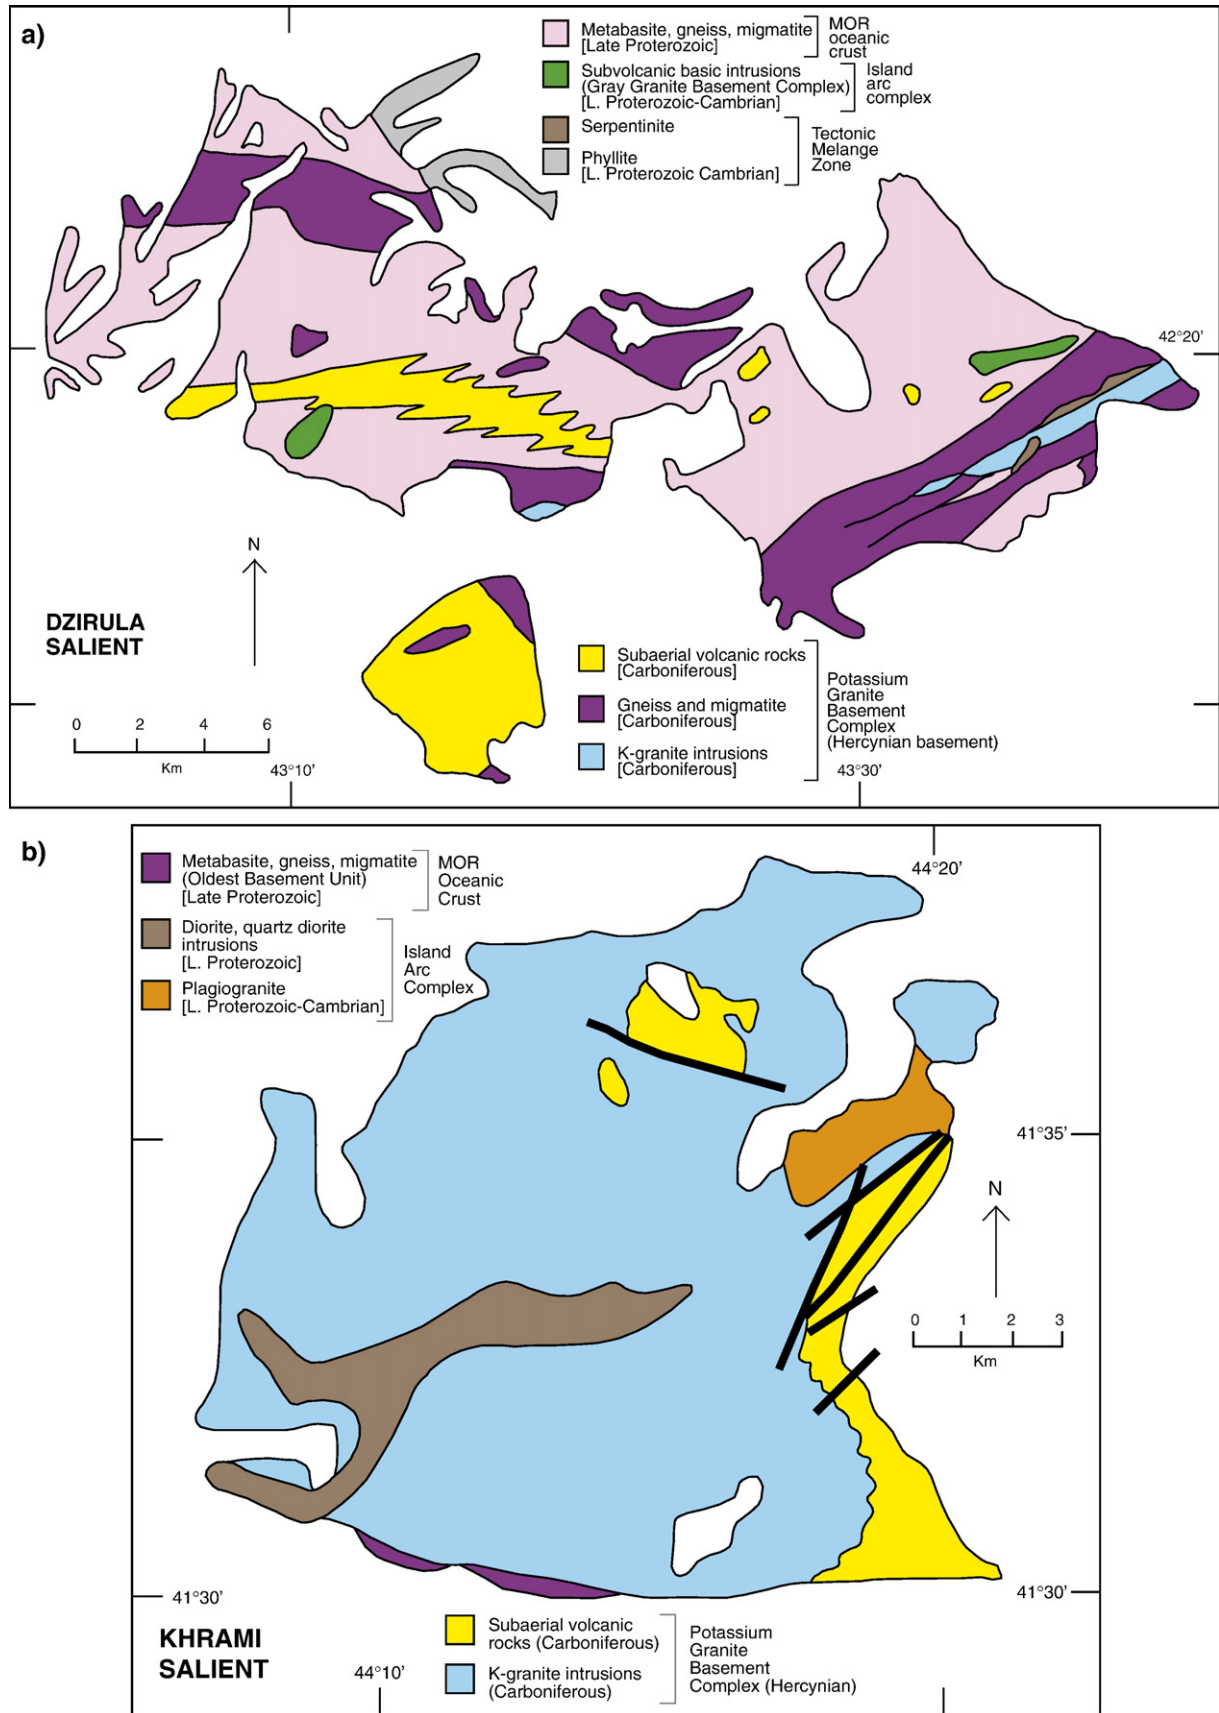 a)
Metabasite, gneiss, migmatite
[Late Proterozoic]
MOR
oceanic
crust
Subvolcanic basic intrusions
(Gray Granite Basement Complex)
[L. Proterozoic-Cambrian]
Island
arc
complex
Serpentinite
Phyllite
[L. Proterozoic Cambrian]
Tectonic
Melange
Zone
42°20'
N
DZIRULA
SALIENT
0 2 4 6
Km
43°10'
43°30'
Subaerial volcanic rocks
[Carboniferous]
Gneiss and migmatite
[Carboniferous]
K-granite intrusions
[Carboniferous]
Potassium
Granite
Basement
Complex
(Hercynian basement)
b)
Metabasite, gneiss, migmatite
(Oldest Basement Unit)
[Late Proterozoic]
MOR
Oceanic
Crust
Diorite, quartz diorite
intrusions
[L. Proterozoic]
Plagiogranite
[L. Proterozoic-Cambrian]
Island
Arc
Complex
44°20'
41°35'
N
0 1 2 3
Km
41°30'
41°30'
KHRAMI
SALIENT
44°10'
Subaerial volcanic
rocks (Carboniferous)
K-granite intrusions
(Carboniferous)
Potassium
Granite
Basement
Complex (Hercynian)